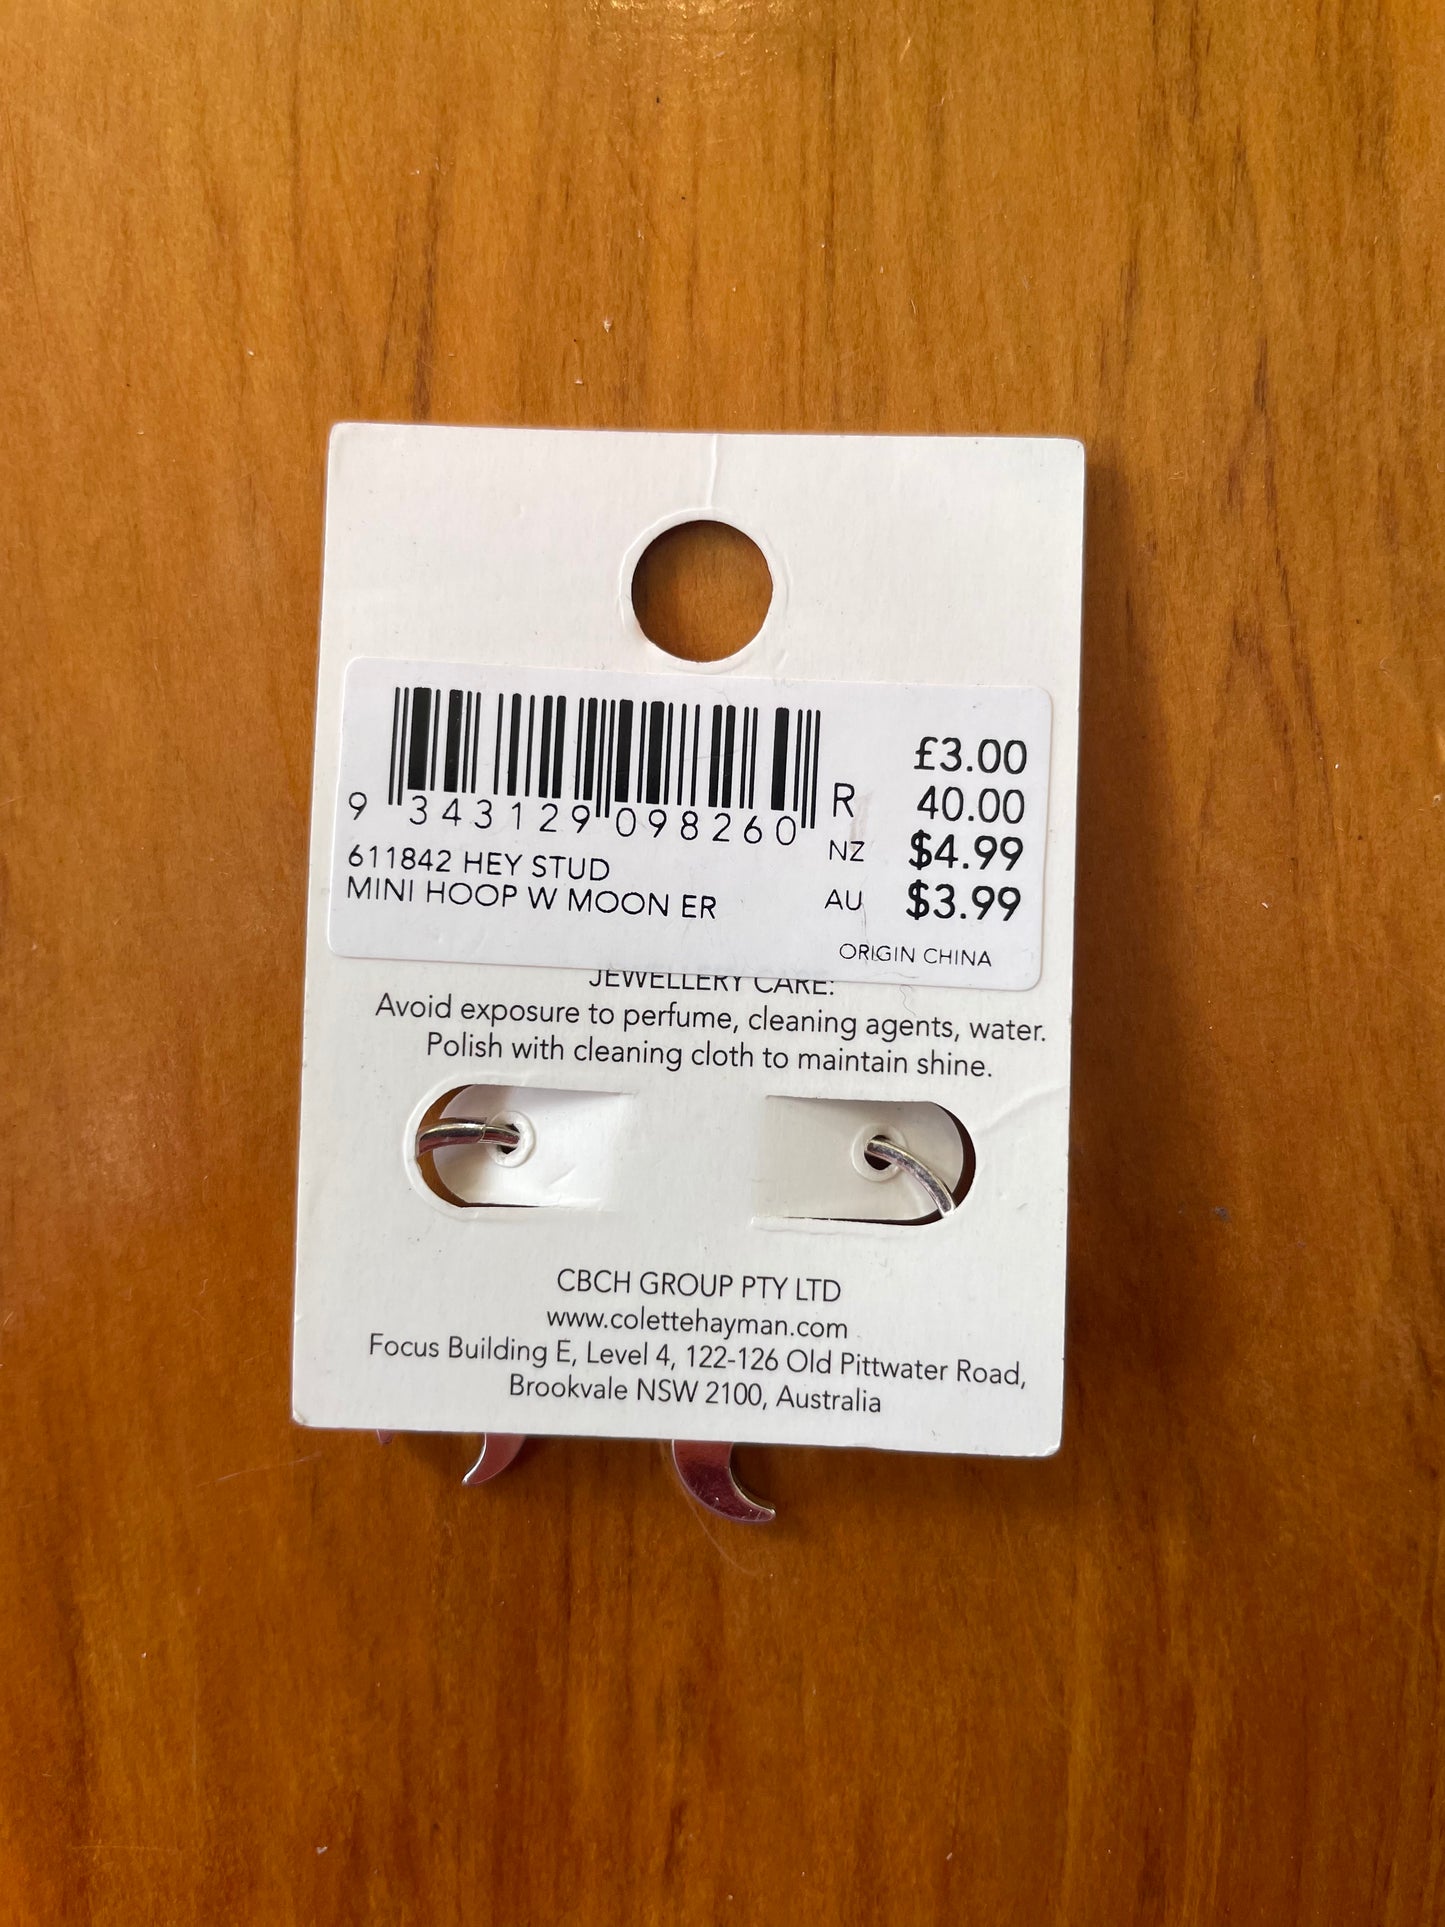 9 343129 098260
611842 HEY STUD
MINI HOOP W MOON ER
£3.00
R 40.00
NZ $4.99
AU $3.99
ORIGIN CHINA
JEWELLERY CARE:
Avoid exposure to perfume, cleaning agents, water.
Polish with cleaning cloth to maintain shine.
CBCH GROUP PTY LTD
www.colettehayman.com
Focus Building E, Level 4, 122-126 Old Pittwater Road,
Brookvale NSW 2100, Australia